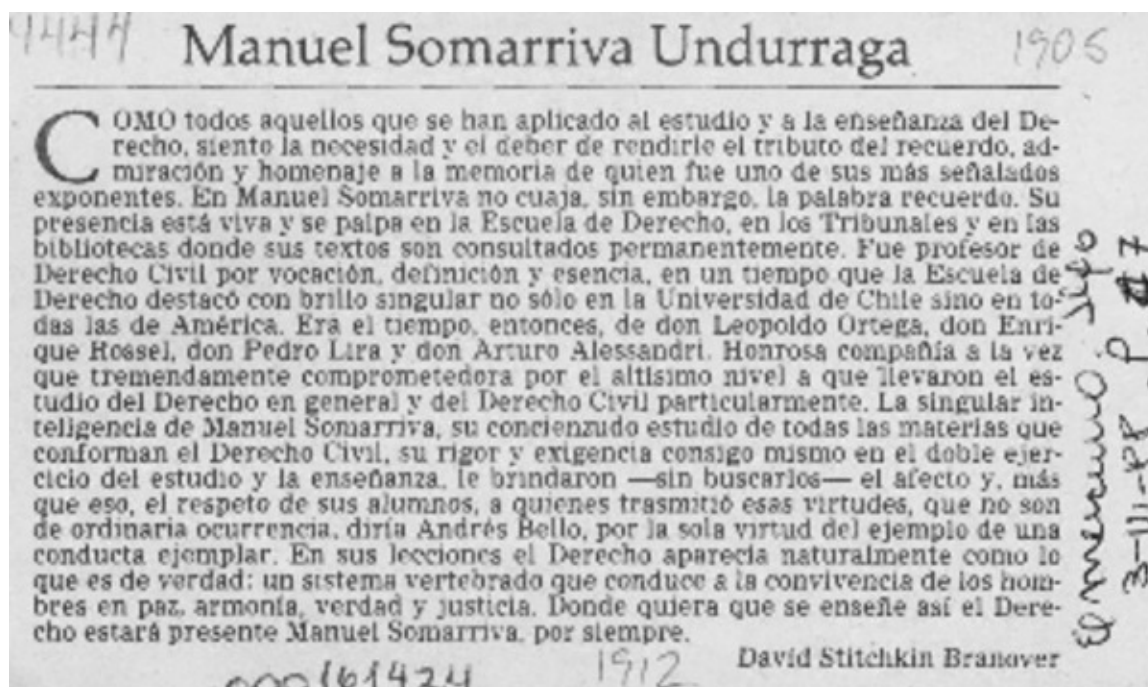 4444 Manuel Somarriva Undurraga 1905
COMO todos aquellos que se han aplicado al estudio y a la enseñanza del De-
recho, siento la necesidad y el deber de rendirle el tributo del recuerdo, ad-
miración y homenaje a la memoria de quien fue uno de sus más señalados
exponentes. En Manuel Somarriva no cuaja, sin embargo, la palabra recuerdo. Su
presencia está viva y se palpa en la Escuela de Derecho, en los Tribunales y en las
bibliotecas donde sus textos son consultados permanentemente. Fue profesor de
Derecho Civil por vocación, definición y esencia, en un tiempo que la Escuela de
Derecho destacó con brillo singular no sólo en la Universidad de Chile sino en to-
das las de América. Era el tiempo, entonces, de don Leopoldo Ortega, don Enri-
que Rossel, don Pedro Lira y don Arturo Alessandri. Honrosa compañía a la vez
que tremendamente comprometedora por el altísimo nivel a que llevaron el es-
tudio del Derecho en general y del Derecho Civil particularmente. La singular in-
teligencia de Manuel Somarriva, su concienzudo estudio de todas las materias que
conforman el Derecho Civil, su rigor y exigencia consigo mismo en el doble ejer-
cicio del estudio y la enseñanza, le brindaron —sin buscarlos— el afecto y, más
que eso, el respeto de sus alumnos, a quienes trasmitió esas virtudes, que no son
de ordinaria ocurrencia, diría Andrés Bello, por la sola virtud del ejemplo de una
conducta ejemplar. En sus lecciones el Derecho aparecía naturalmente como lo
que es de verdad: un sistema vertebrado que conduce a la convivencia de los hom-
bres en paz, armonía, verdad y justicia. Donde quiera que se enseñe así el Dere-
cho estará presente Manuel Somarriva, por siempre.
David Stitchkin Branover
000161424 1912
El mercurio Stgo
3-III-88 P 7